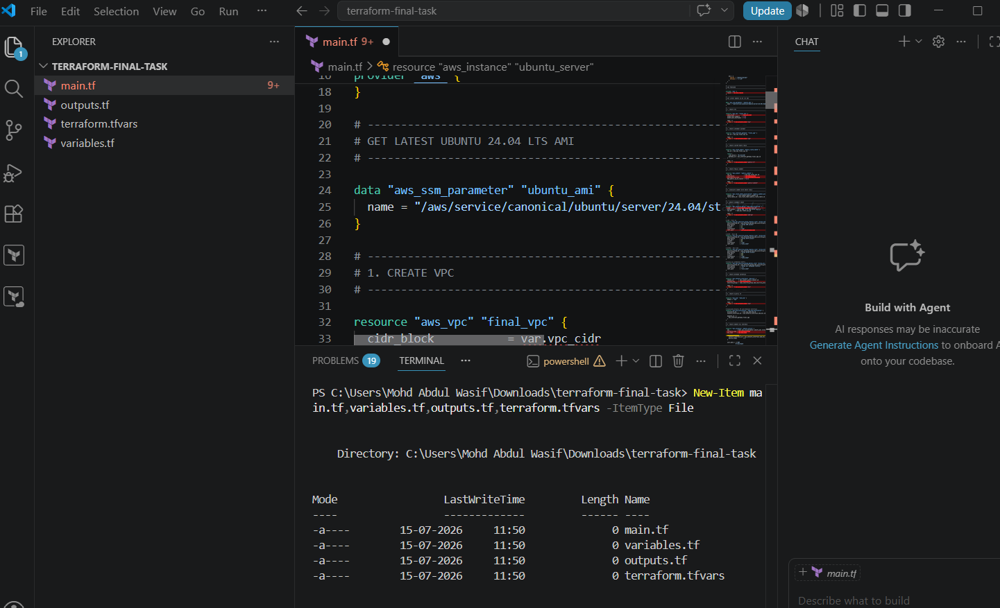 File Edit Selection View Go Run ···
terraform-final-task
Update
EXPLORER ···
1
TERRAFORM-FINAL-TASK
main.tf 9+
outputs.tf
terraform.tfvars
variables.tf
main.tf 9+ ● ···
main.tf > resource "aws_instance" "ubuntu_server"
16 provider "aws" {
18 }
19
20 # -----------------------------------------------------
21 # GET LATEST UBUNTU 24.04 LTS AMI
22 # -----------------------------------------------------
23
24 data "aws_ssm_parameter" "ubuntu_ami" {
25 name = "/aws/service/canonical/ubuntu/server/24.04/st
26 }
27
28 # -----------------------------------------------------
29 # 1. CREATE VPC
30 # -----------------------------------------------------
31
32 resource "aws_vpc" "final_vpc" {
33 cidr_block = var.vpc_cidr
PROBLEMS 19 TERMINAL ··· powershell ···
PS C:\Users\Mohd Abdul Wasif\Downloads\terraform-final-task> New-Item ma
in.tf,variables.tf,outputs.tf,terraform.tfvars -ItemType File
Directory: C:\Users\Mohd Abdul Wasif\Downloads\terraform-final-task
Mode LastWriteTime Length Name
---- ------------- ------ ----
-a---- 15-07-2026 11:50 0 main.tf
-a---- 15-07-2026 11:50 0 variables.tf
-a---- 15-07-2026 11:50 0 outputs.tf
-a---- 15-07-2026 11:50 0 terraform.tfvars
CHAT ···
Build with Agent
AI responses may be inaccurate
Generate Agent Instructions to onboard A
onto your codebase.
+ main.tf
Describe what to build